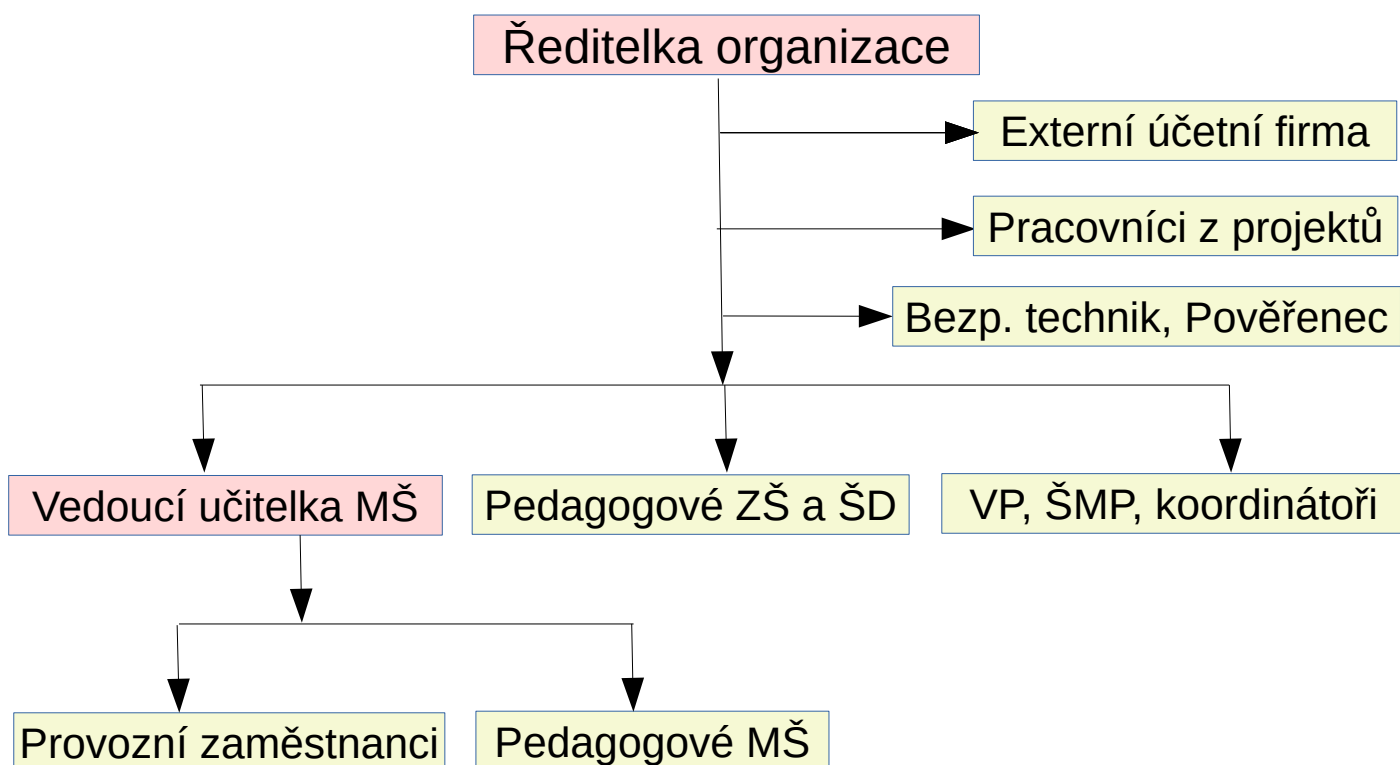 Ředitelka organizace
Externí účetní firma
Pracovníci z projektů
Bezp. technik, Pověřenec
Vedoucí učitelka MŠ
Pedagogové ZŠ a ŠD
VP, ŠMP, koordinátoři
Provozní zaměstnanci
Pedagogové MŠ